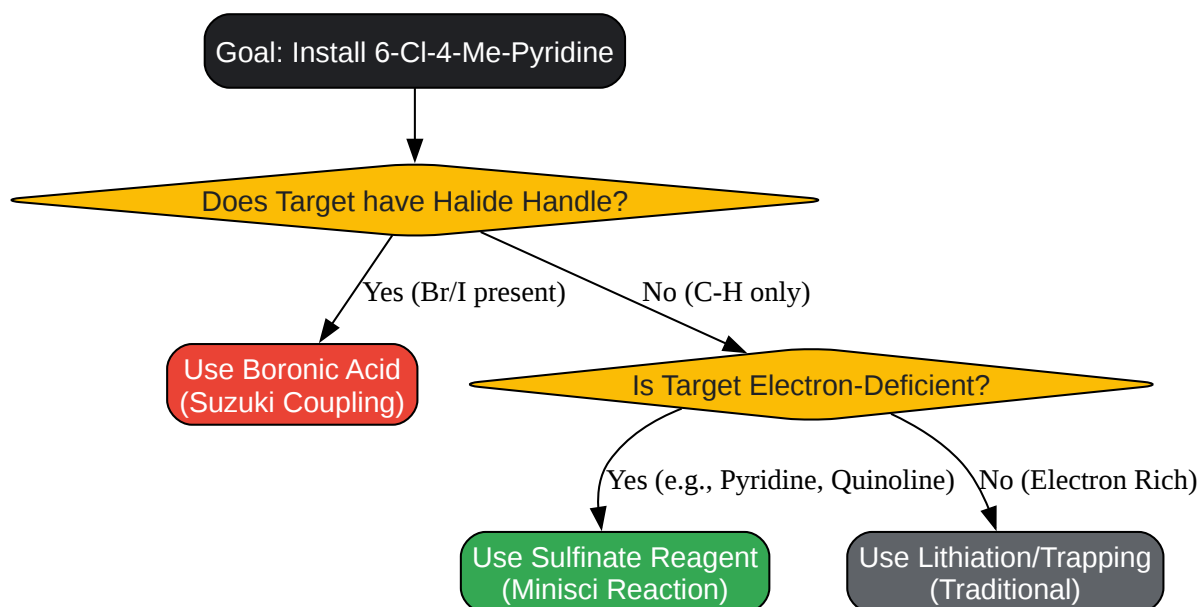 Goal: Install 6-Cl-4-Me-Pyridine
Does Target have Halide Handle?
Yes (Br/I present)
No (C-H only)
Use Boronic Acid
(Suzuki Coupling)
Is Target Electron-Deficient?
Yes (e.g., Pyridine, Quinoline)
No (Electron Rich)
Use Sulfinate Reagent
(Minisci Reaction)
Use Lithiation/Trapping
(Traditional)